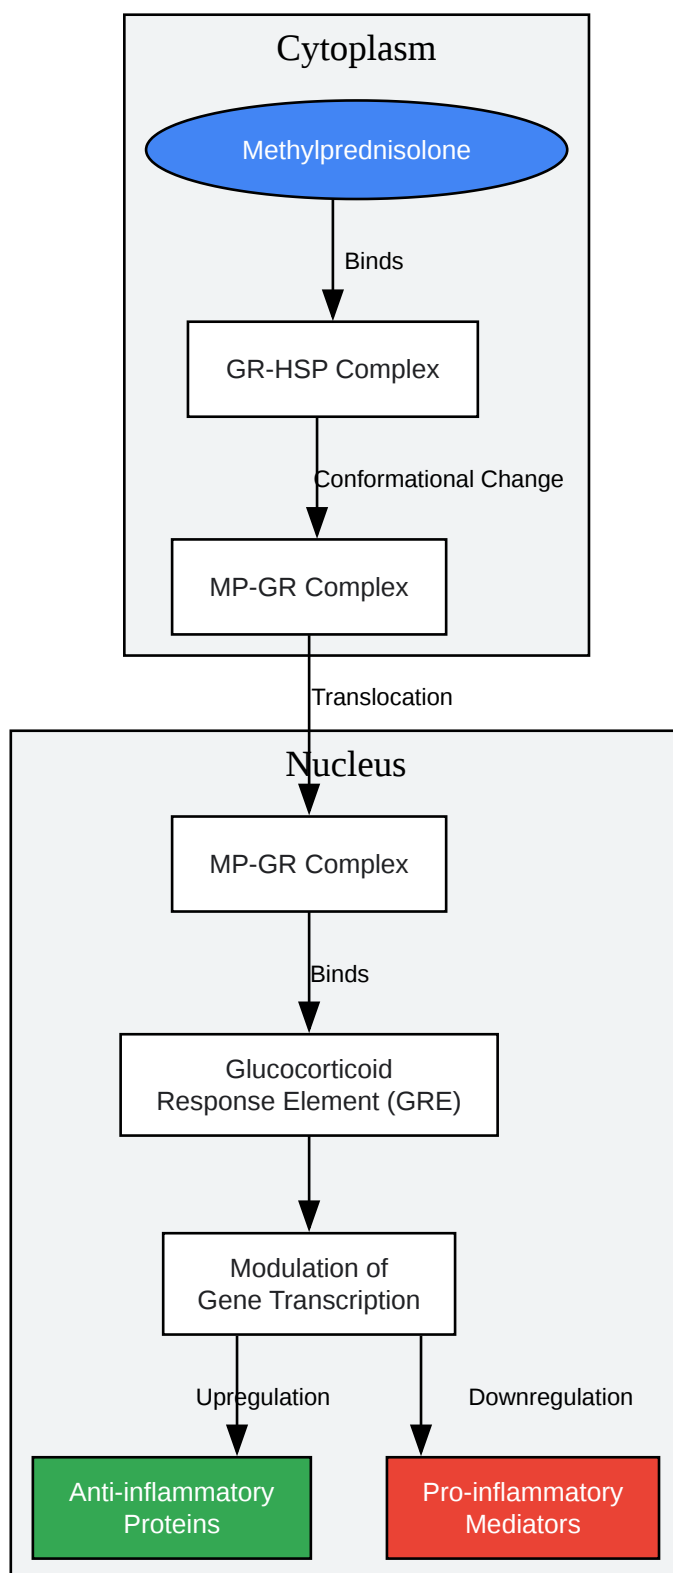 Cytoplasm
Methylprednisolone
Binds
GR-HSP Complex
Conformational Change
MP-GR Complex
Translocation
Nucleus
MP-GR Complex
Binds
Glucocorticoid
Response Element (GRE)
Modulation of
Gene Transcription
Upregulation
Downregulation
Anti-inflammatory
Proteins
Pro-inflammatory
Mediators